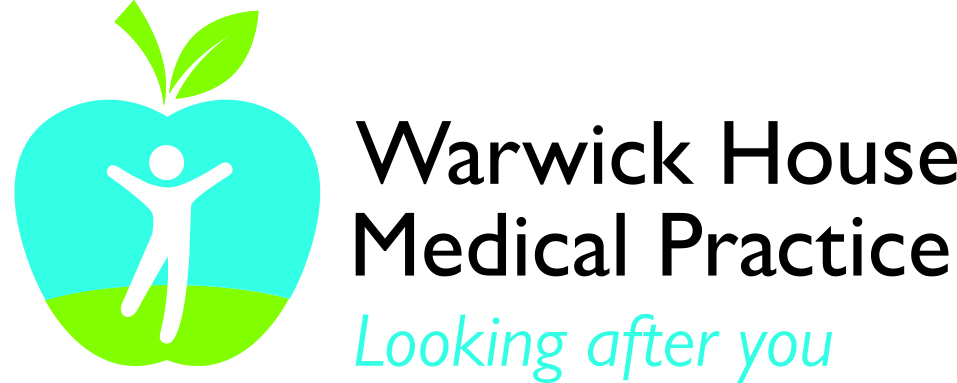 Warwick House
Medical Practice
Looking after you